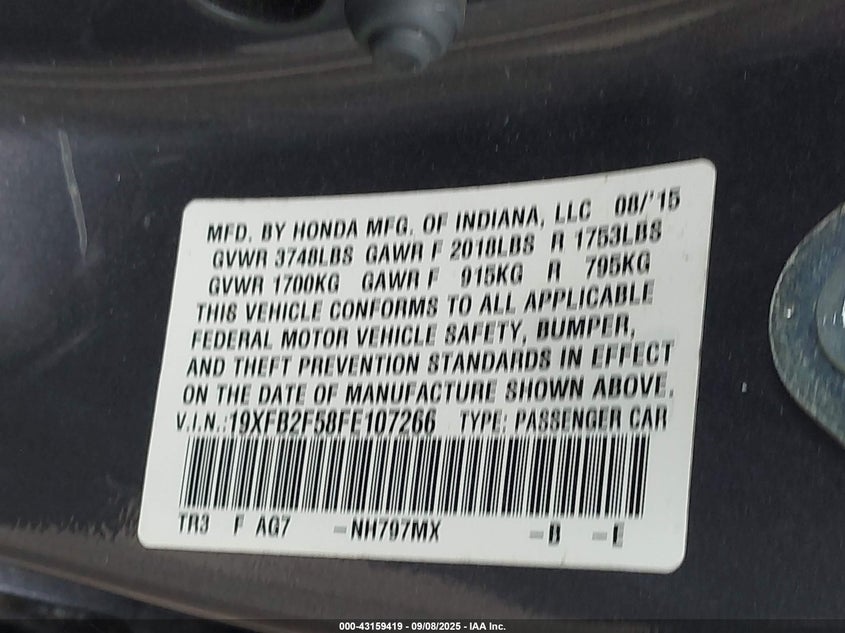 MFD. BY HONDA MFG. OF INDIANA, LLC 08/'15
GVWR 3748LBS GAWR F 2018LBS R 1753LBS
GVWR 1700KG GAWR F 915KG R 795KG
THIS VEHICLE CONFORMS TO ALL APPLICABLE
FEDERAL MOTOR VEHICLE SAFETY, BUMPER,
AND THEFT PREVENTION STANDARDS IN EFFECT
ON THE DATE OF MANUFACTURE SHOWN ABOVE.
V.I.N.:19XFB2F58FE107266 TYPE: PASSENGER CAR
TR3 F AG7 -NH797MX -B -E
000-43159419 - 09/08/2025 - IAA Inc.